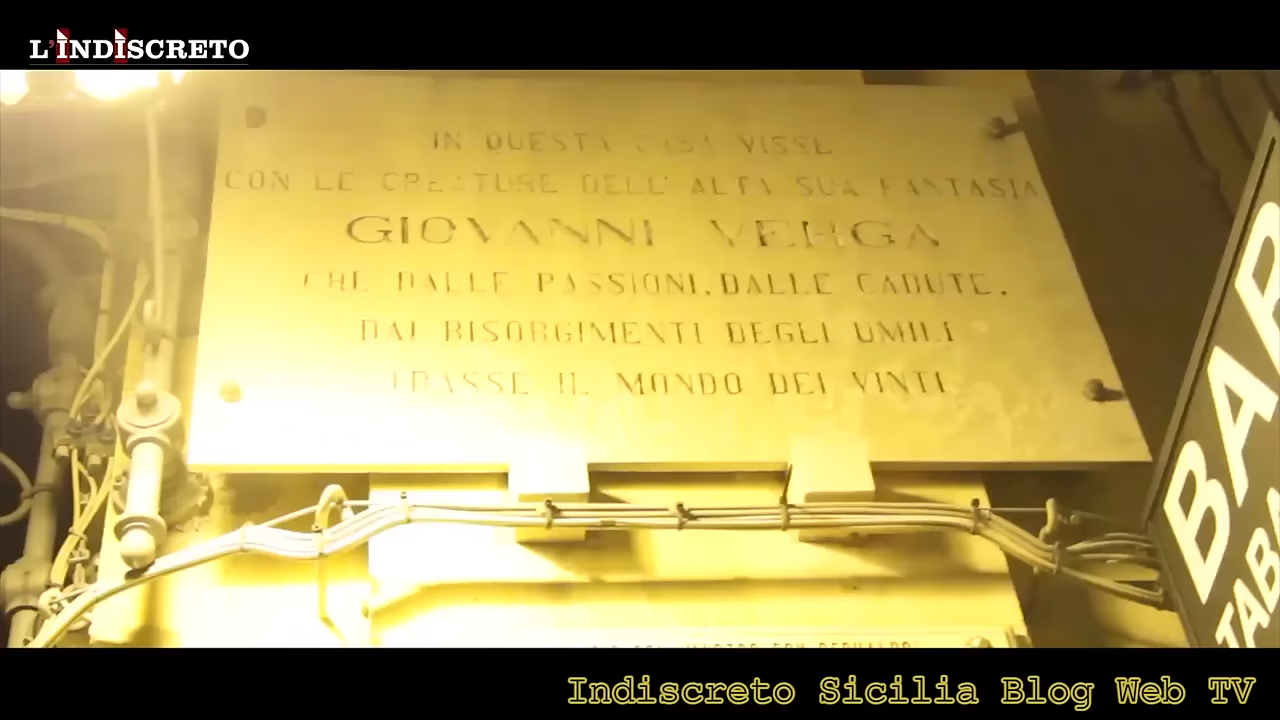 L'INDISCRETO
IN QUESTA CASA VISSE
CON LE CREATURE DELL'ALTA SUA FANTASIA
GIOVANNI VERGA
CHE DALLE PASSIONI, DALLE CADUTE,
DAI RISORGIMENTI DEGLI UMILI
TRASSE IL MONDO DEI VINTI
BAR
TABA
Indiscreto Sicilia Blog Web TV